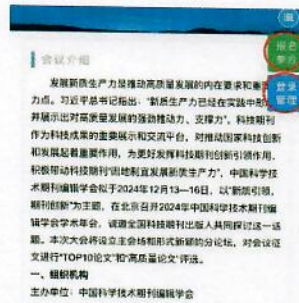 会议介绍
报名
参会
登录
管理
发展新质生产力是推动高质量发展的内在要求和重
力点。习近平总书记指出，“新质生产力已经在实践中形
并展示出对高质量发展的强劲推动力、支撑力”。科技期刊
作为科技成果的重要展示和交流平台，对推动国家科技创新
和发展起着重要作用，为更好发挥科技期刊创新引领作用，
积极带动科技期刊“因地制宜发展新质生产力”，中国科学技
术期刊编辑学会拟于2024年12月13—16日，以“新质引领，
期刊创新”为主题，在北京召开2024年中国科学技术期刊编
辑学会学术年会，诚邀全国科技期刊出版人共同探讨这一话
题。本次大会将设立主会场和形式新颖的分论坛，对会议征
文进行“TOP10论文”和“高质量论文”评选。
一、组织机构
主办单位：中国科学技术期刊编辑学会